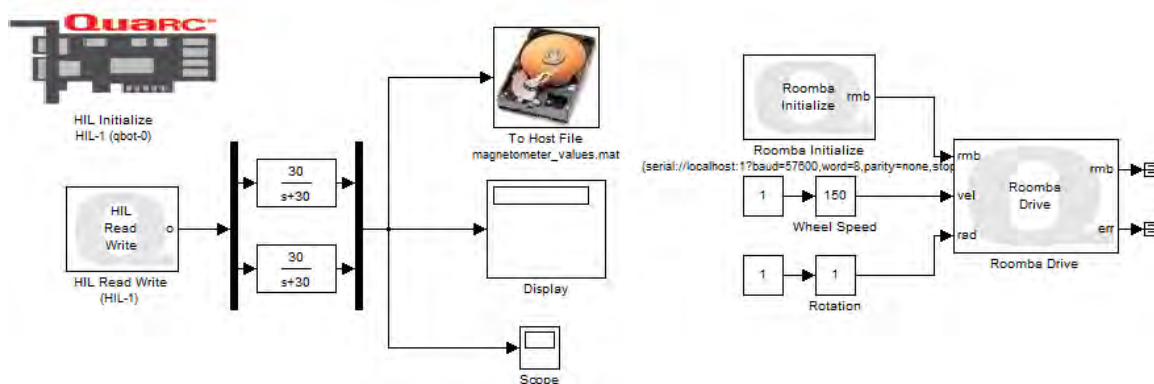 QUARC
HIL Initialize
HIL-1 (qbot-0)
HIL
Read
Write
o
HIL Read Write
(HIL-1)
30
s+30
30
s+30
To Host File
magnetometer_values.mat
Display
Scope
Roomba
Initialize
rmb
Roomba Initialize
(serial://localhost:1?baud=57600,word=8,parity=none,stop
1
150
Wheel Speed
1
1
Rotation
rmb
vel
rad
Roomba
Drive
rmb
err
Roomba Drive